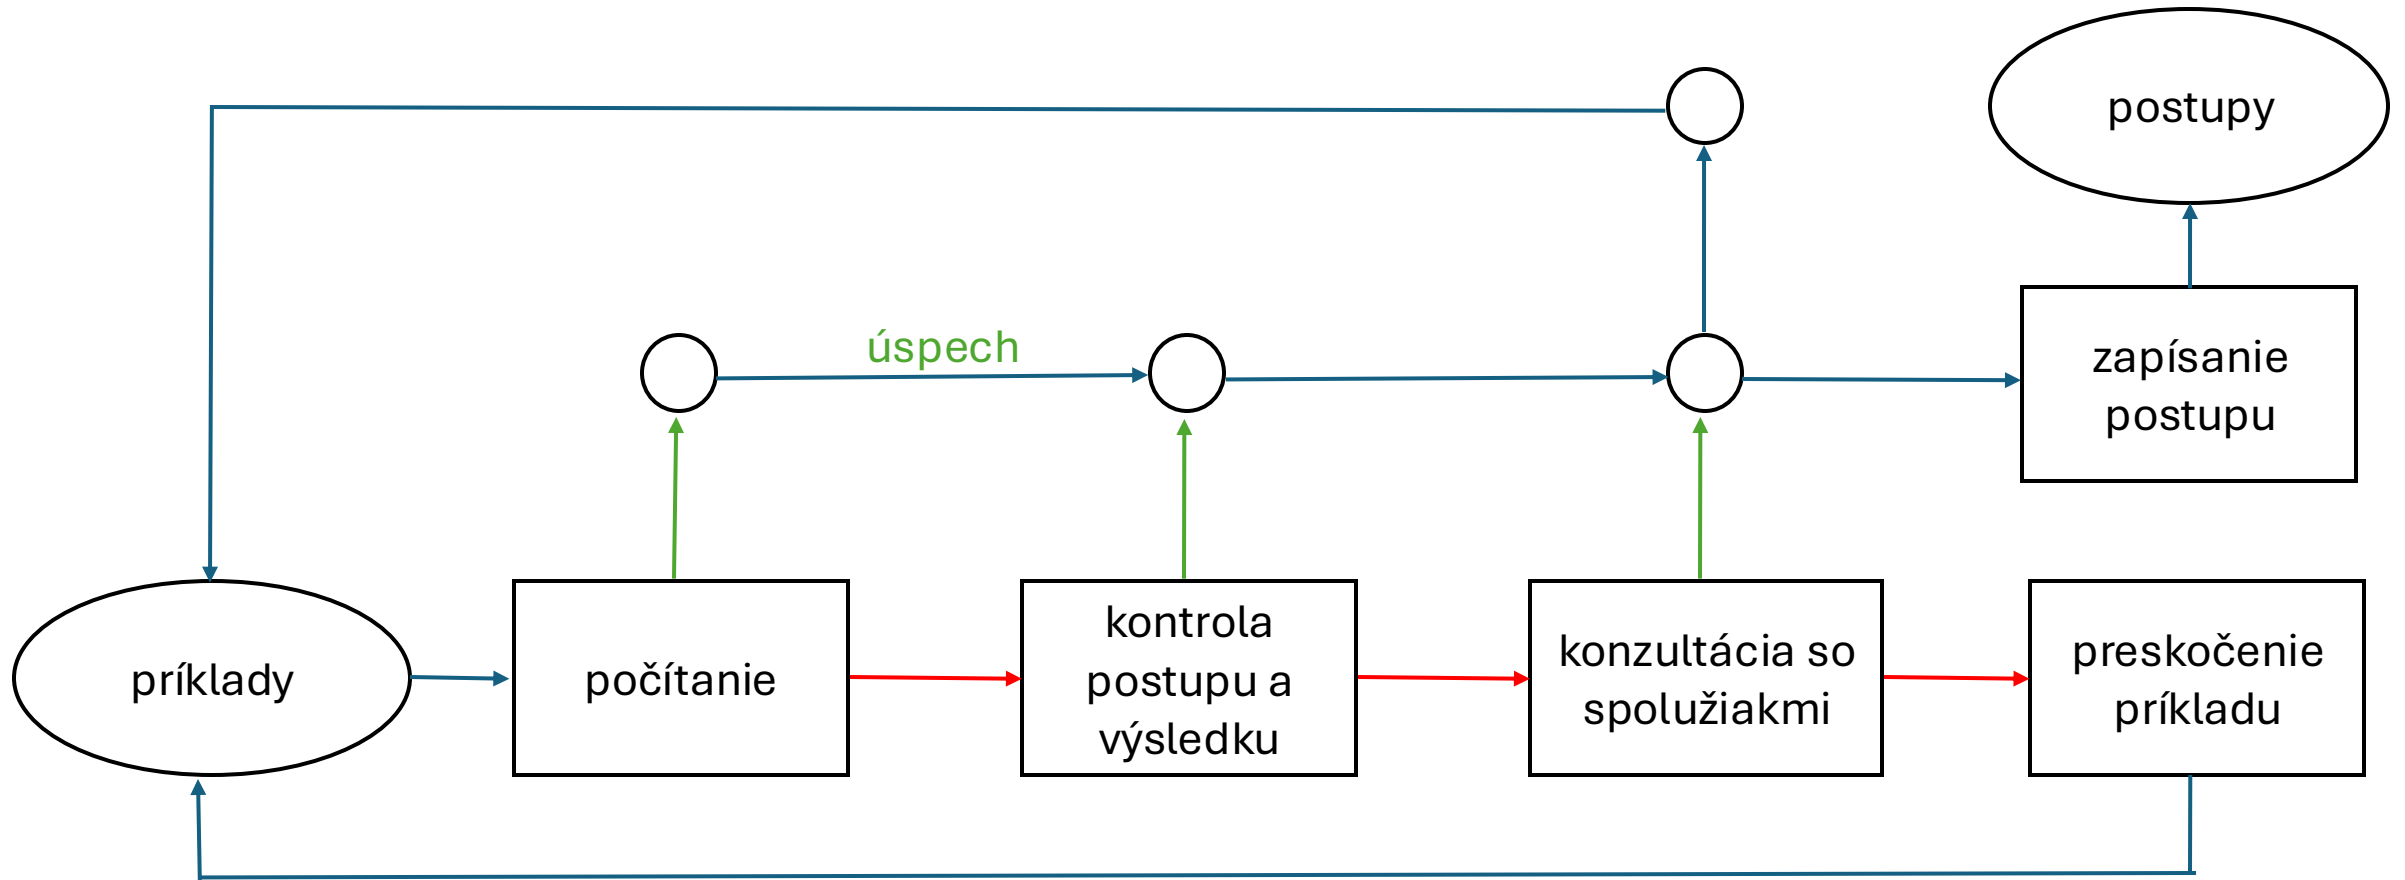 postupy
úspech
zapísanie
postupu
príklady
počítanie
kontrola
postupu a
výsledku
konzultácia so
spolužiakmi
preskočenie
príkladu